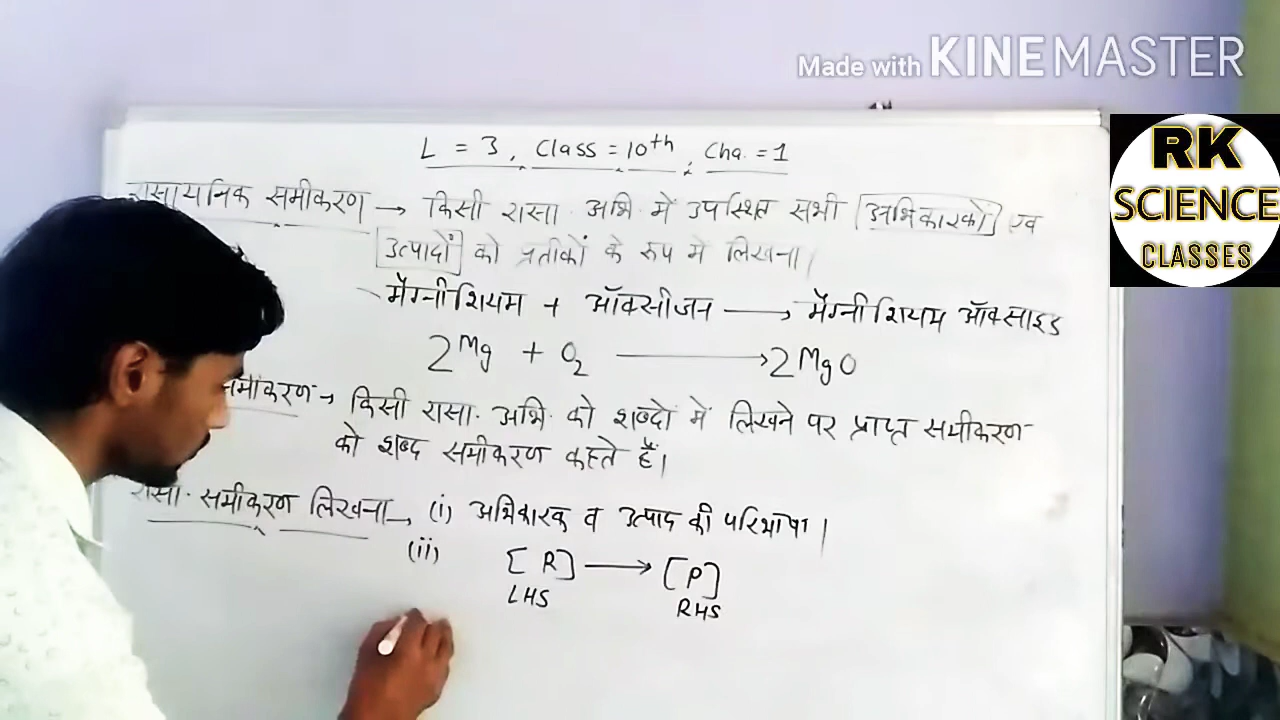 Made with KINEMASTER
RK
SCIENCE
CLASSES
L = 3, Class = 10th, Cha. = 1
रासायनिक समीकरण → किसी रासा. अभि. में उपस्थित सभी अभिकारकों एवं
उत्पादों को प्रतीकों के रूप मे लिखना।
मैग्नीशियम + ऑक्सीजन → मैग्नीशियम ऑक्साइड
2Mg + O₂ → 2MgO
समीकरण → किसी रासा. अभि. को शब्दो में लिखने पर प्राप्त समीकरण
को शब्द समीकरण कहते हैं।
रासा. समीकरण लिखना → (i) अभिकारक व उत्पाद की परिभाषा।
(ii) [R] → [P]
LHS RHS